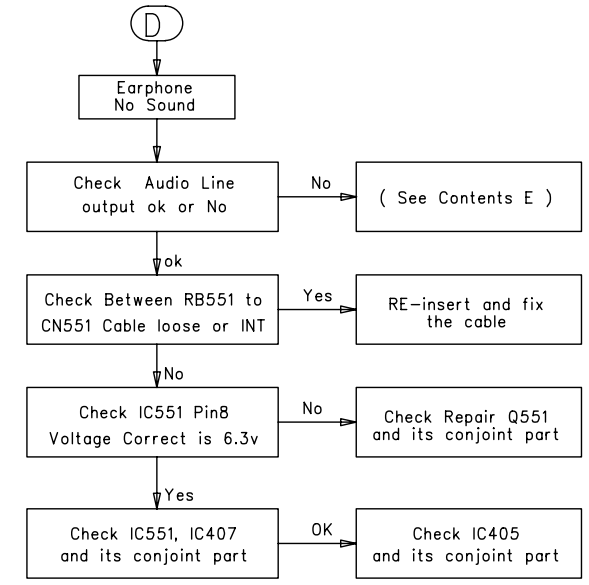 D
Earphone
No Sound
Check Audio Line
output ok or No
No
( See Contents E )
ok
Check Between RB551 to
CN551 Cable loose or INT
Yes
RE-insert and fix
the cable
No
Check IC551 Pin8
Voltage Correct is 6.3v
No
Check Repair Q551
and its conjoint part
Yes
Check IC551, IC407
and its conjoint part
OK
Check IC405
and its conjoint part